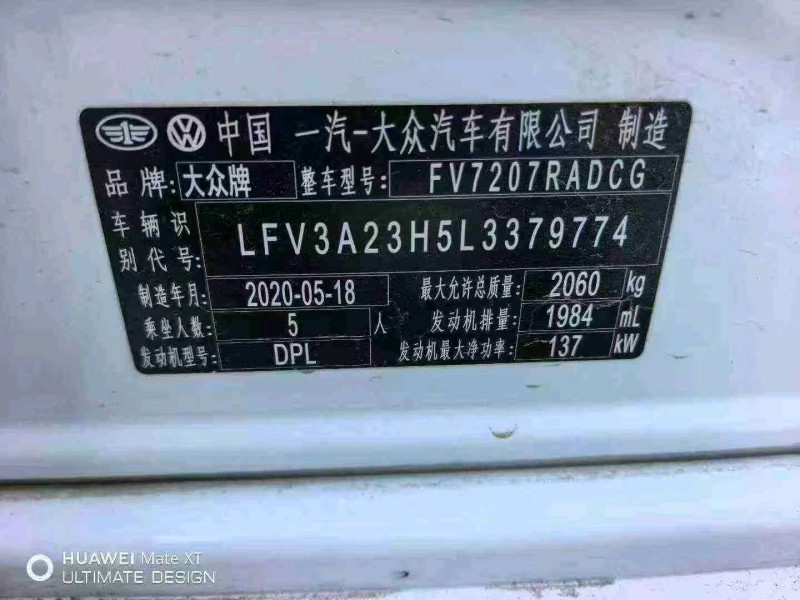 中国 一汽-大众汽车有限公司 制造
品牌: 大众牌 整车型号: FV7207RADCG
车辆识别代号: LFV3A23H5L3379774
制造年月: 2020-05-18 最大允许总质量: 2060 kg
乘坐人数: 5 人 发动机排量: 1984 mL
发动机型号: DPL 发动机最大净功率: 137 kW
HUAWEI Mate XT
ULTIMATE DESIGN